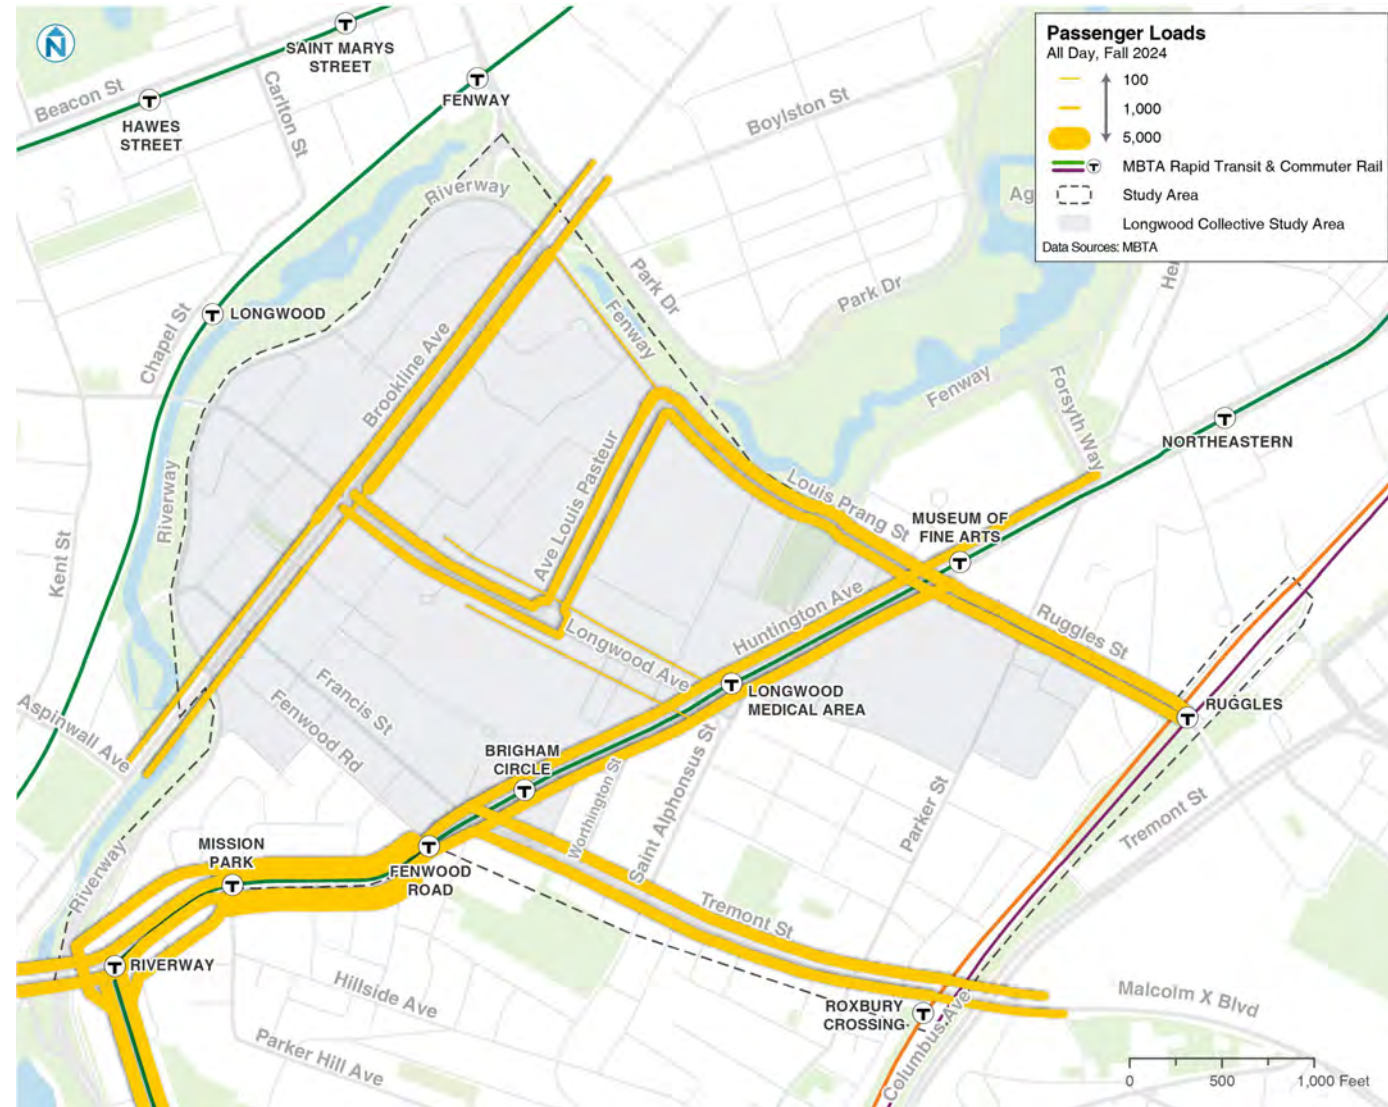 N
SAINT MARYS
STREET
Beacon St
HAWES
STREET
Carlton St
FENWAY
Boylston St
Passenger Loads
All Day, Fall 2024
100
1,000
5,000
T MBTA Rapid Transit & Commuter Rail
Study Area
Longwood Collective Study Area
Data Sources: MBTA
Riverway
Ag
Her
Park Dr
Park Dr
LONGWOOD
Chapel St
Fenway
Brookline Ave
Fenway
Forsyth Way
NORTHEASTERN
Riverway
Ave Louis Pasteur
Louis Prang St
MUSEUM OF
FINE ARTS
Kent St
Huntington Ave
Ruggles St
Longwood Ave
LONGWOOD
MEDICAL AREA
RUGGLES
Aspinwall Ave
Francis St
Fenwood Rd
BRIGHAM
CIRCLE
Worthington St
Saint Alphonsus St
Parker St
Tremont St
MISSION
PARK
FENWOOD
ROAD
Riverway
Tremont St
RIVERWAY
Hillside Ave
Parker Hill Ave
ROXBURY
CROSSING
Columbus Ave
Malcolm X Blvd
0 500 1,000 Feet